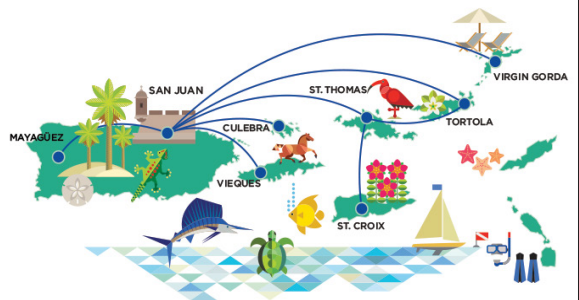 SAN JUAN
ST. THOMAS
VIRGIN GORDA
MAYAGÜEZ
CULEBRA
TORTOLA
VIEQUES
ST. CROIX